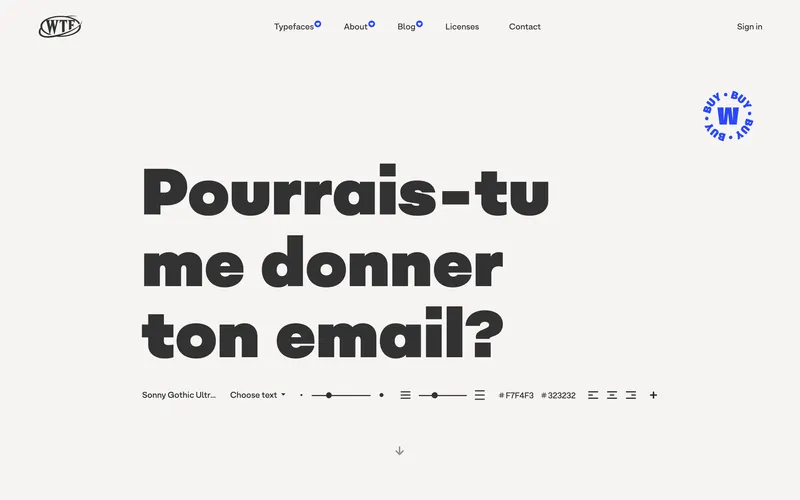 WTF
Typefaces
About
Blog
Licenses
Contact
Sign in
BUY • BUY • BUY • BUY •
W
Pourrais-tu
me donner
ton email?
Sonny Gothic Ultr...
Choose text
# F7F4F3
# 323232